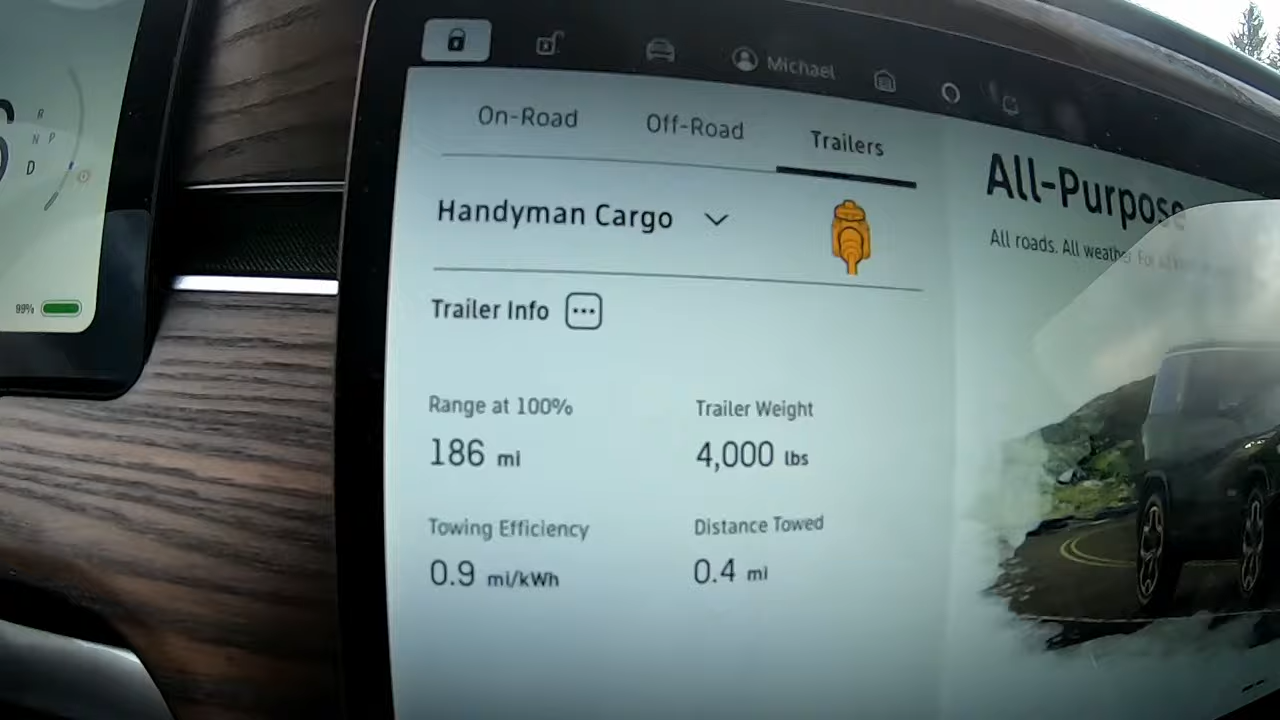 R
N P
D
99%
Michael
On-Road
Off-Road
Trailers
Handyman Cargo
Trailer Info
Range at 100%
186 mi
Trailer Weight
4,000 lbs
Towing Efficiency
0.9 mi/kWh
Distance Towed
0.4 mi
All-Purpose
All roads. All weather. For